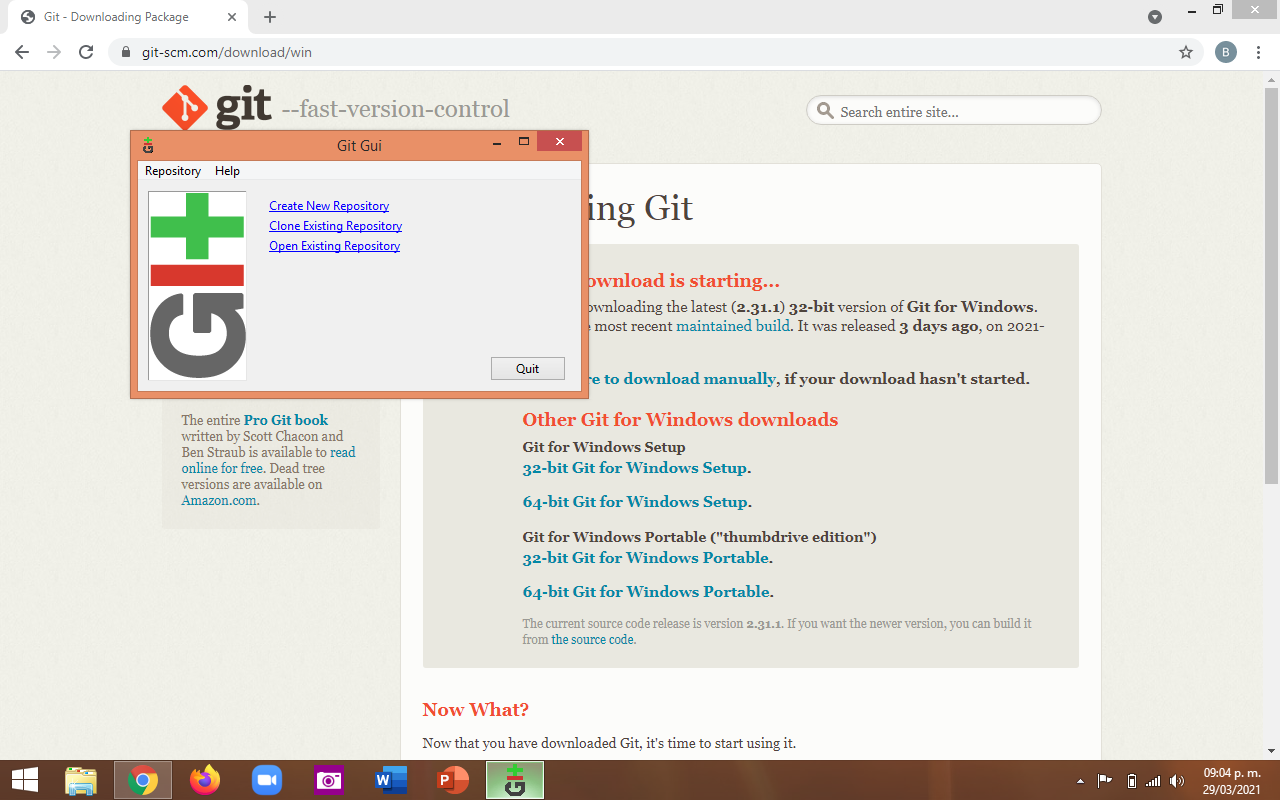 Git - Downloading Package
git-scm.com/download/win
B
git --fast-version-control
Search entire site...
Git Gui
Repository Help
Create New Repository
Clone Existing Repository
Open Existing Repository
Quit
GIT
ing Git
ownload is starting...
ownloading the latest (2.31.1) 32-bit version of Git for Windows.
most recent maintained build. It was released 3 days ago, on 2021-
re to download manually, if your download hasn't started.
The entire Pro Git book
written by Scott Chacon and
Ben Straub is available to read
online for free. Dead tree
versions are available on
Amazon.com.
Other Git for Windows downloads
Git for Windows Setup
32-bit Git for Windows Setup.
64-bit Git for Windows Setup.
Git for Windows Portable ("thumbdrive edition")
32-bit Git for Windows Portable.
64-bit Git for Windows Portable.
The current source code release is version 2.31.1. If you want the newer version, you can build it
from the source code.
Now What?
Now that you have downloaded Git, it's time to start using it.
09:04 p. m.
29/03/2021